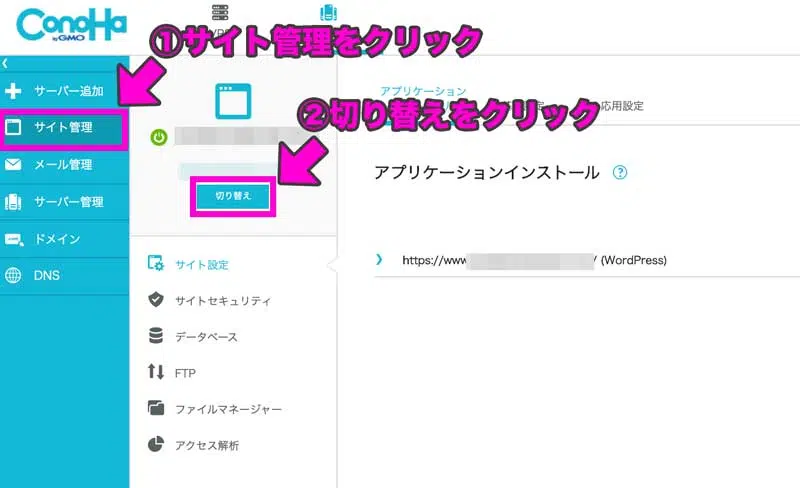 ConoHa
by GMO
①サイト管理をクリック
サーバー追加
サイト管理
メール管理
サーバー管理
ドメイン
DNS
アプリケーション
応用設定
②切り替えをクリック
切り替え
アプリケーションインストール ?
https://www / (WordPress)
サイト設定
サイトセキュリティ
データベース
FTP
ファイルマネージャー
アクセス解析